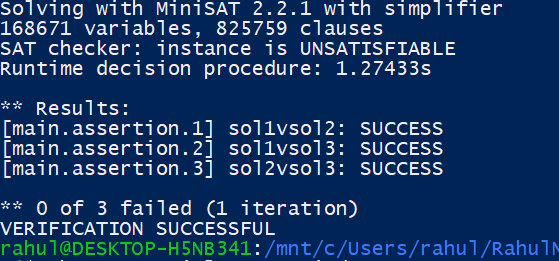 Solving with MiniSAT 2.2.1 with simplifier
168671 variables, 825759 clauses
SAT checker: instance is UNSATISFIABLE
Runtime decision procedure: 1.27433s
** Results:
[main.assertion.1] sol1vsol2: SUCCESS
[main.assertion.2] sol1vsol3: SUCCESS
[main.assertion.3] sol2vsol3: SUCCESS
** 0 of 3 failed (1 iteration)
VERIFICATION SUCCESSFUL
rahul@DESKTOP-H5NB341:/mnt/c/Users/rahul/RahulN